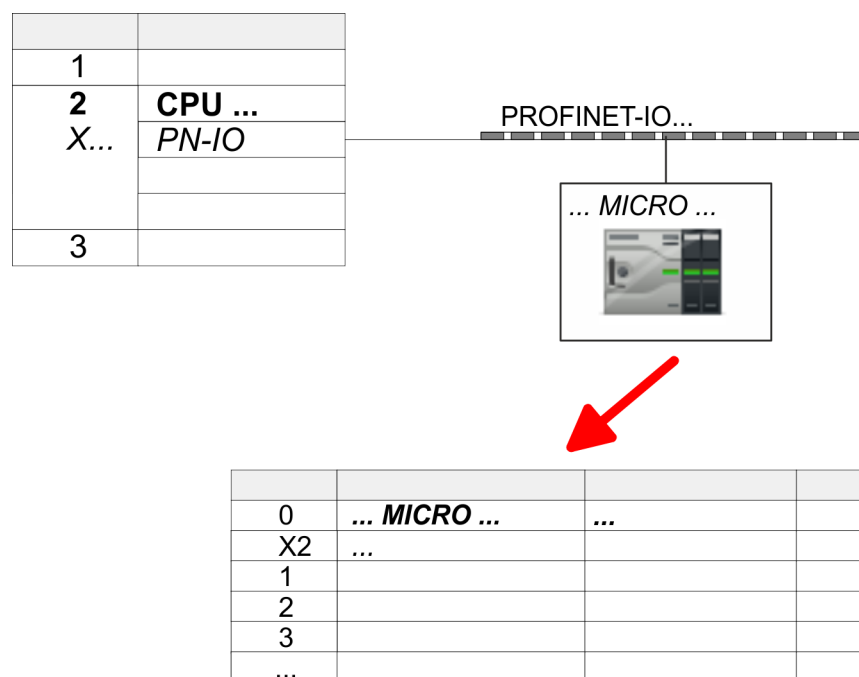 1
2 CPU ...
X... PN-IO
3
PROFINET-IO...
... MICRO ...
0 ... MICRO ... ...
X2 ...
1
2
3
...